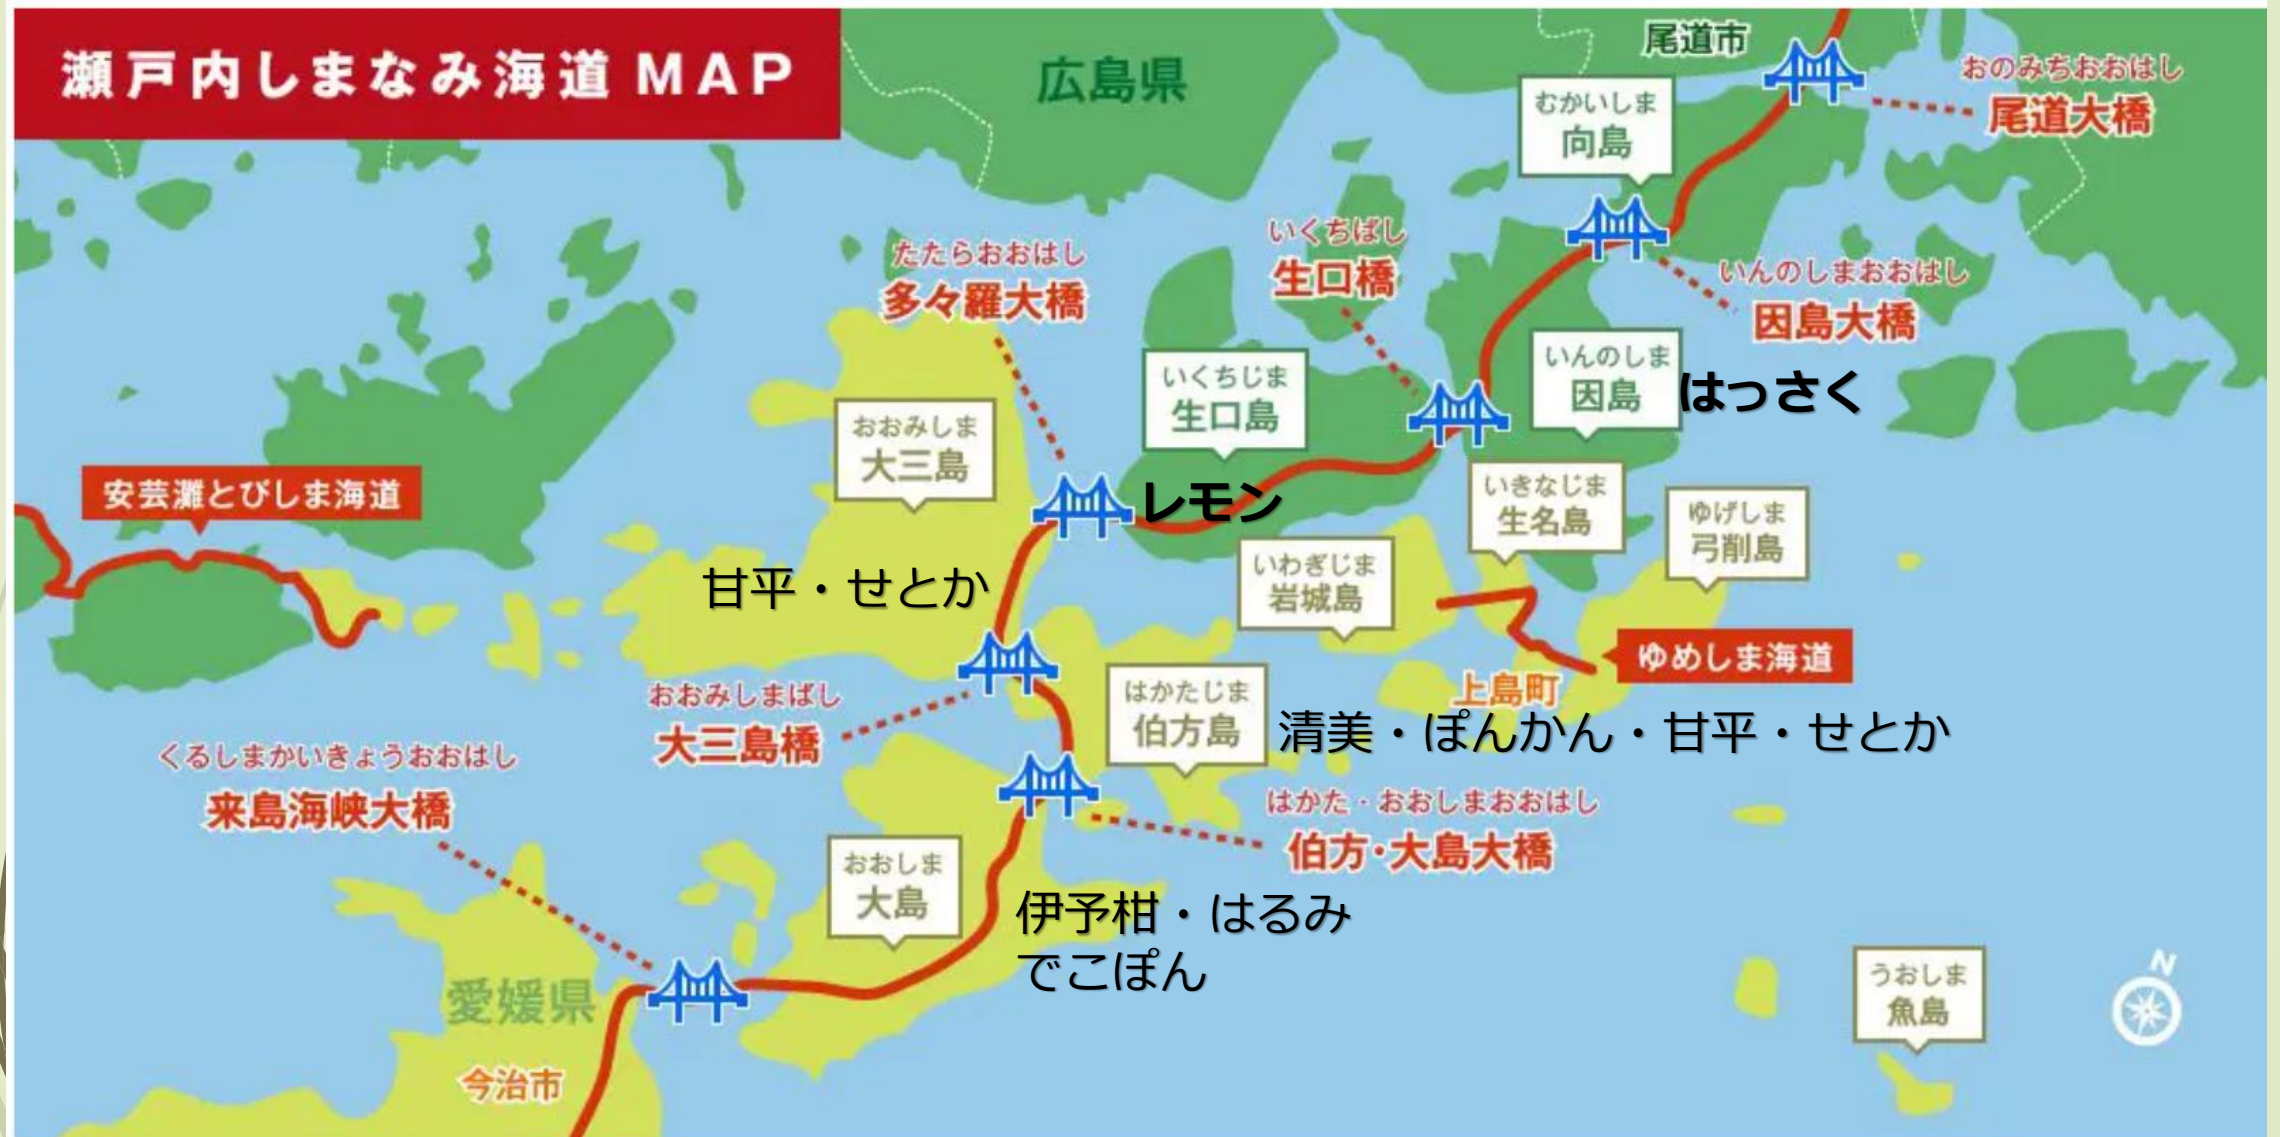 瀬戸内しまなみ海道 MAP
広島県
尾道市
おのみちおおはし
尾道大橋
むかいしま
向島
いくちばし
生口橋
たたらおおはし
多々羅大橋
いんのしまおおはし
因島大橋
いんのしま
因島
はっさく
いくちじま
生口島
おおみしま
大三島
安芸灘とびしま海道
レモン
いきなじま
生名島
ゆげしま
弓削島
いわぎじま
岩城島
甘平・せとか
ゆめしま海道
上島町
おおみしまばし
大三島橋
はかたじま
伯方島
清美・ぽんかん・甘平・せとか
くるしまかいきょうおおはし
来島海峡大橋
はかた・おおしまおおはし
伯方・大島大橋
おおしま
大島
伊予柑・はるみ
でこぽん
愛媛県
今治市
うおしま
魚島
N